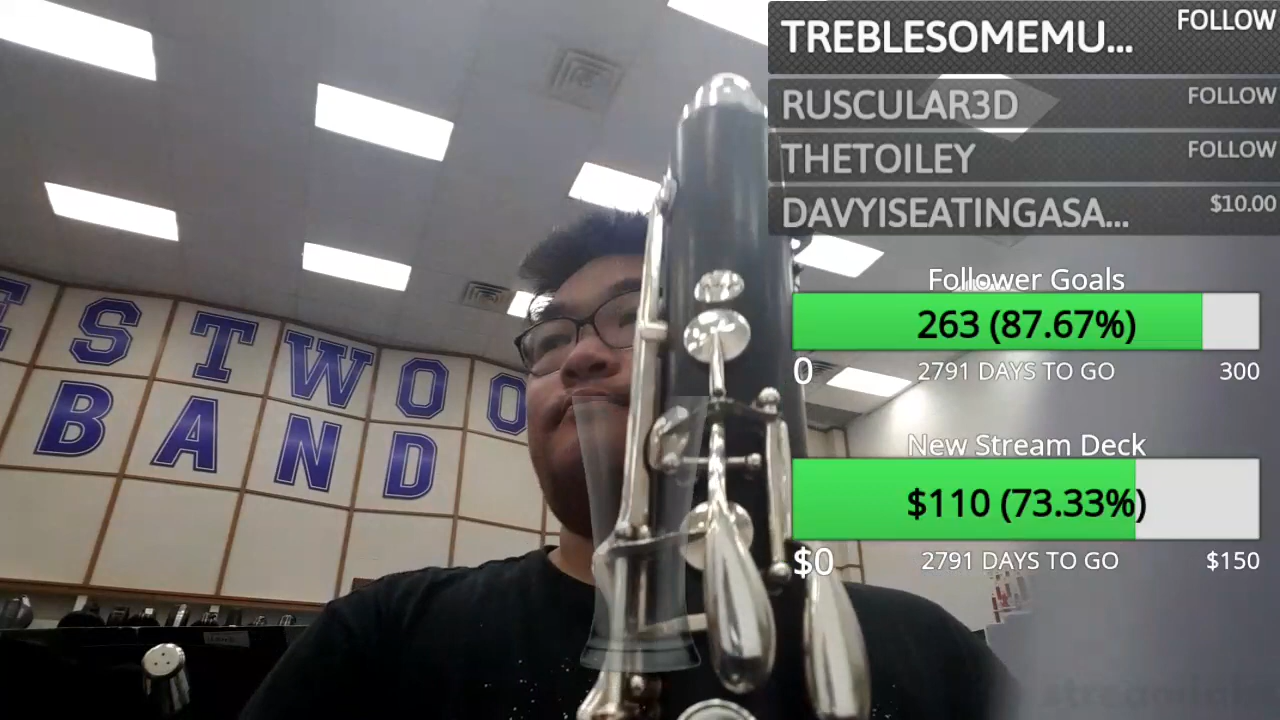 TREBLESOMEMU... FOLLOW
RUSCULAR3D FOLLOW
THETOILEY FOLLOW
DAVYISEATINGASA... $10.00
Follower Goals
263 (87.67%)
0 2791 DAYS TO GO 300
New Stream Deck
$110 (73.33%)
$0 2791 DAYS TO GO $150
ESTWOO
BAND